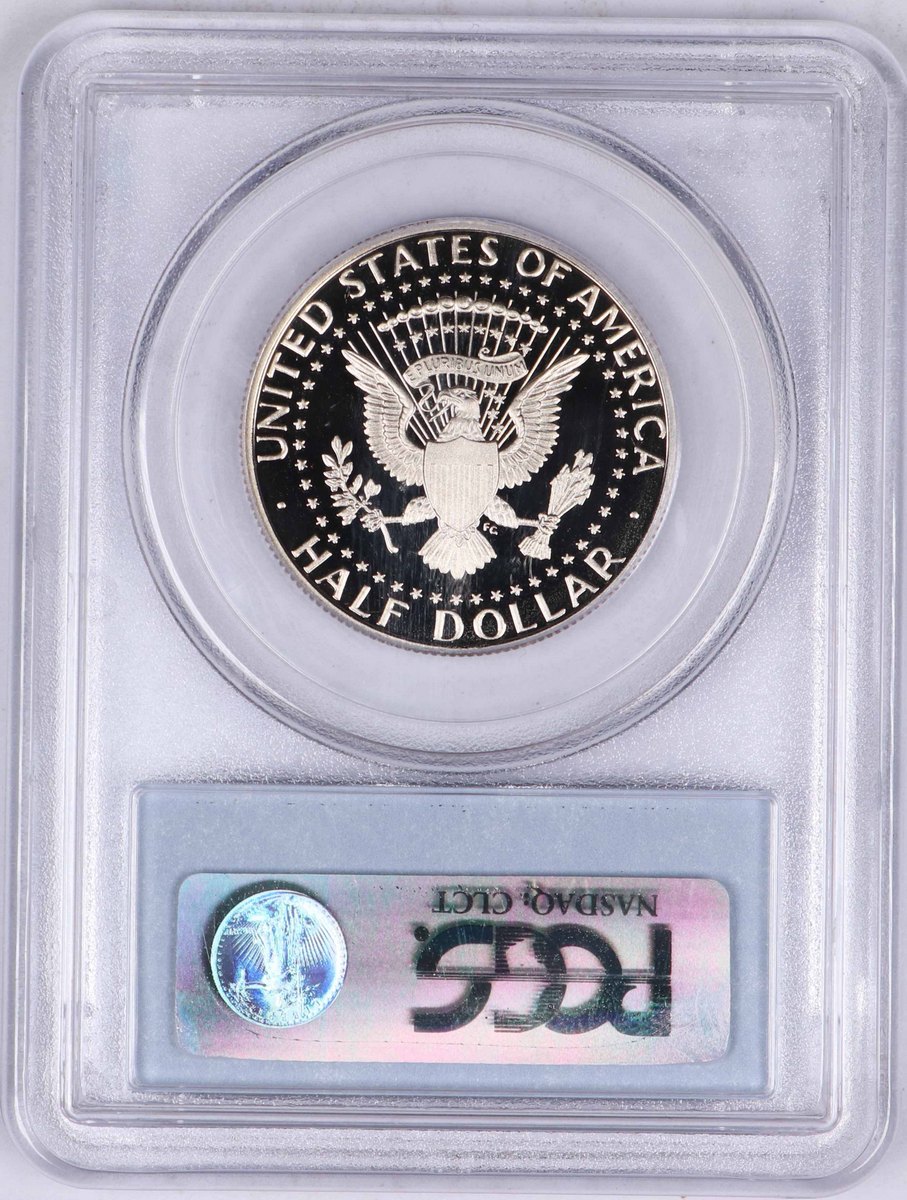 UNITED STATES OF AMERICA
E PLURIBUS UNUM
FG
HALF DOLLAR
NASDAQ: CLCT
PCGS.